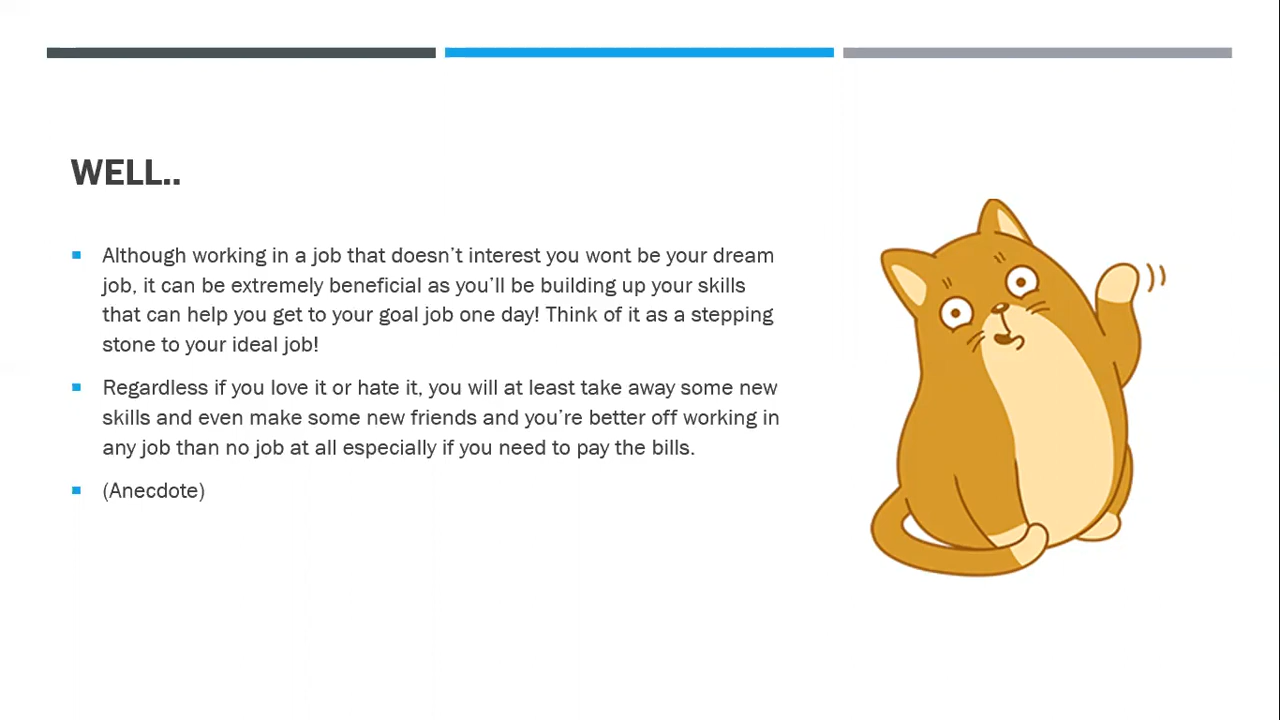 WELL..
Although working in a job that doesn't interest you wont be your dream
job, it can be extremely beneficial as you'll be building up your skills
that can help you get to your goal job one day! Think of it as a stepping
stone to your ideal job!
Regardless if you love it or hate it, you will at least take away some new
skills and even make some new friends and you're better off working in
any job than no job at all especially if you need to pay the bills.
(Anecdote)